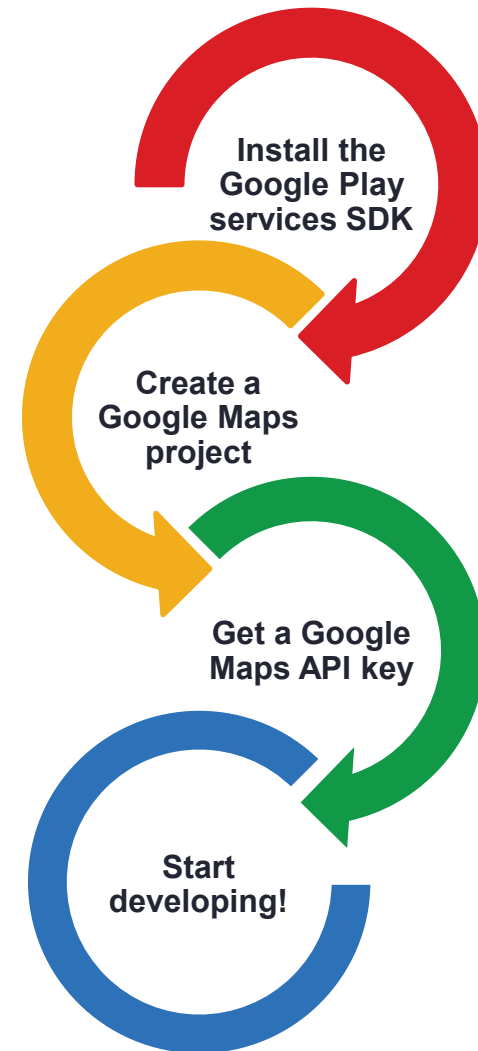 Install the
Google Play
services SDK
Create a
Google Maps
project
Get a Google
Maps API key
Start
developing!